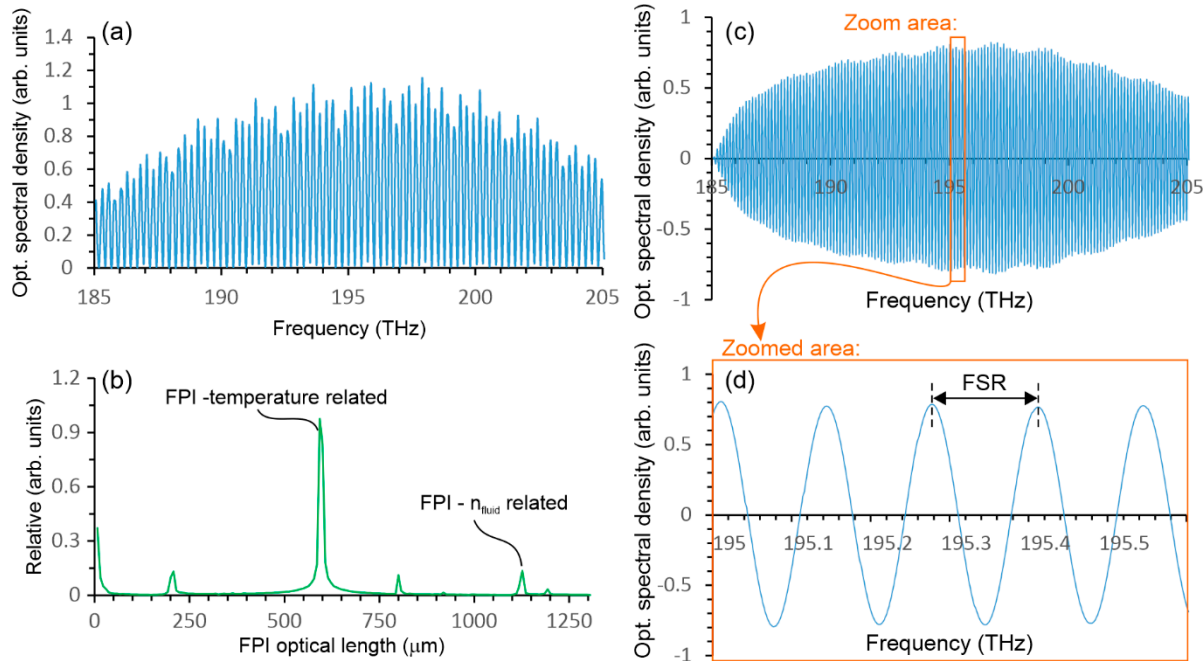 (a)
Opt. spectral density (arb. units)
1.4
1.2
1
0.8
0.6
0.4
0.2
0
185
190
195
200
205
Frequency (THz)
(b)
Relative (arb. units)
1.2
0.9
0.6
0.3
0
FPI -temperature related
FPI - nfluid related
0
250
500
750
1000
1250
FPI optical length (μm)
(c)
Zoom area:
Opt. spectral density (arb. units)
1
0.5
0
-0.5
-1
185
190
195
200
205
Frequency (THz)
Zoomed area:
(d)
FSR
Opt. spectral density (arb. units)
1
0.5
0
-0.5
-1
195
195.1
195.2
195.3
195.4
195.5
Frequency (THz)